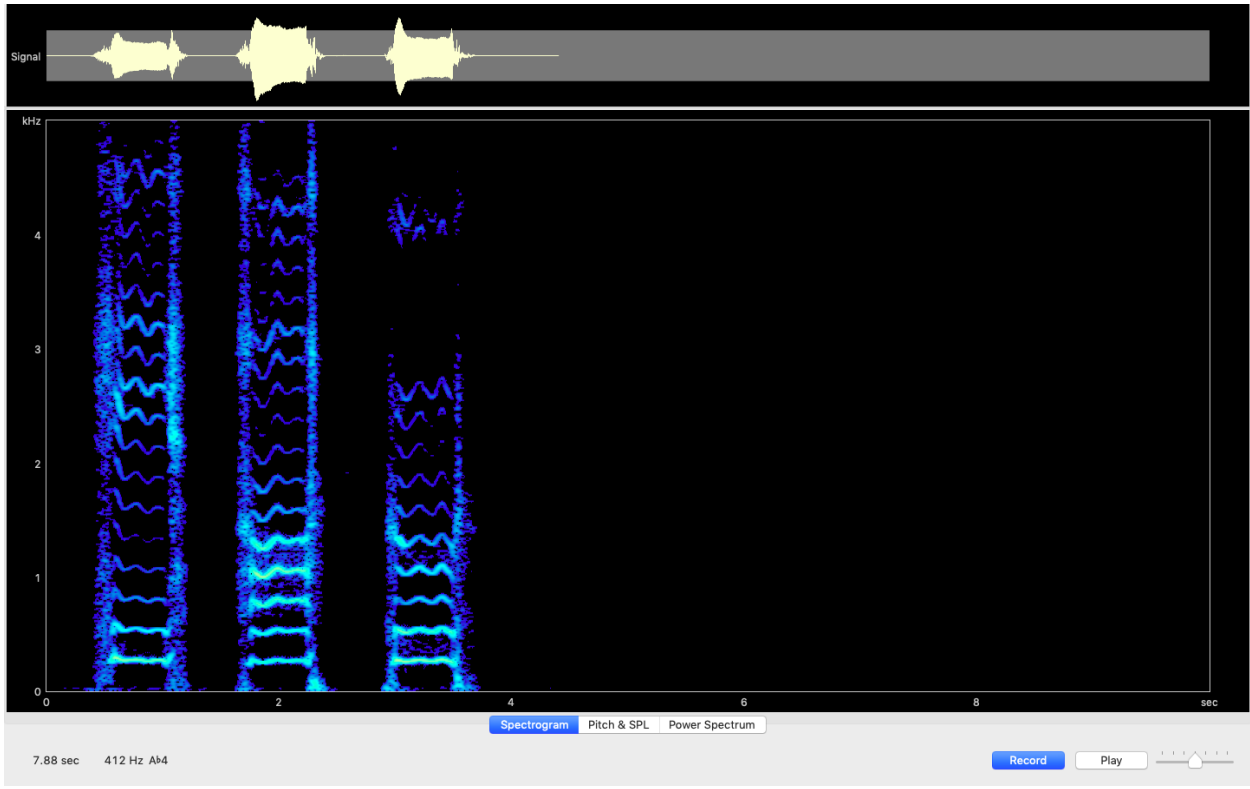 Signal
kHz
4
3
2
1
0
0 2 4 6 8 sec
Spectrogram Pitch & SPL Power Spectrum
7.88 sec 412 Hz A♭4
Record Play